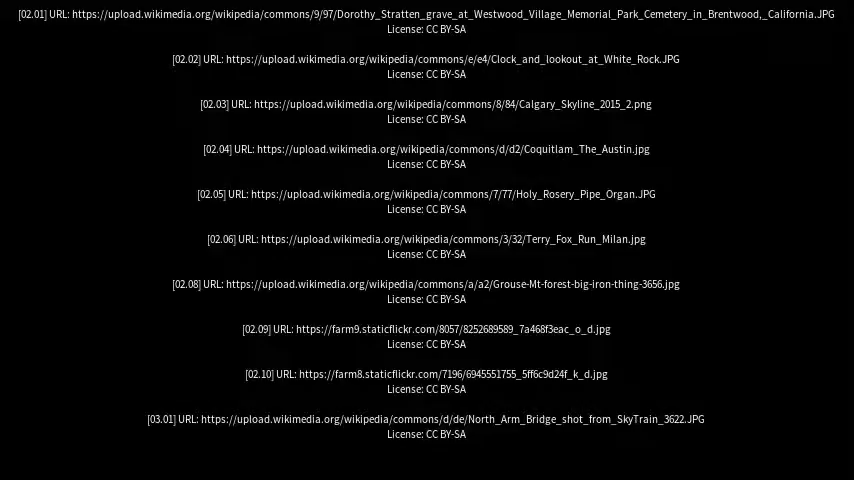 [02.01] URL: https://upload.wikimedia.org/wikipedia/commons/9/97/Dorothy_Stratten_grave_at_Westwood_Village_Memorial_Park_Cemetery_in_Brentwood,_California.JPG
License: CC BY-SA
[02.02] URL: https://upload.wikimedia.org/wikipedia/commons/e/e4/Clock_and_lookout_at_White_Rock.JPG
License: CC BY-SA
[02.03] URL: https://upload.wikimedia.org/wikipedia/commons/8/84/Calgary_Skyline_2015_2.png
License: CC BY-SA
[02.04] URL: https://upload.wikimedia.org/wikipedia/commons/d/d2/Coquitlam_The_Austin.jpg
License: CC BY-SA
[02.05] URL: https://upload.wikimedia.org/wikipedia/commons/7/77/Holy_Rosery_Pipe_Organ.JPG
License: CC BY-SA
[02.06] URL: https://upload.wikimedia.org/wikipedia/commons/3/32/Terry_Fox_Run_Milan.jpg
License: CC BY-SA
[02.08] URL: https://upload.wikimedia.org/wikipedia/commons/a/a2/Grouse-Mt-forest-big-iron-thing-3656.jpg
License: CC BY-SA
[02.09] URL: https://farm9.staticflickr.com/8057/8252689589_7a468f3eac_o_d.jpg
License: CC BY-SA
[02.10] URL: https://farm8.staticflickr.com/7196/6945551755_5ff6c9d24f_k_d.jpg
License: CC BY-SA
[03.01] URL: https://upload.wikimedia.org/wikipedia/commons/d/de/North_Arm_Bridge_shot_from_SkyTrain_3622.JPG
License: CC BY-SA